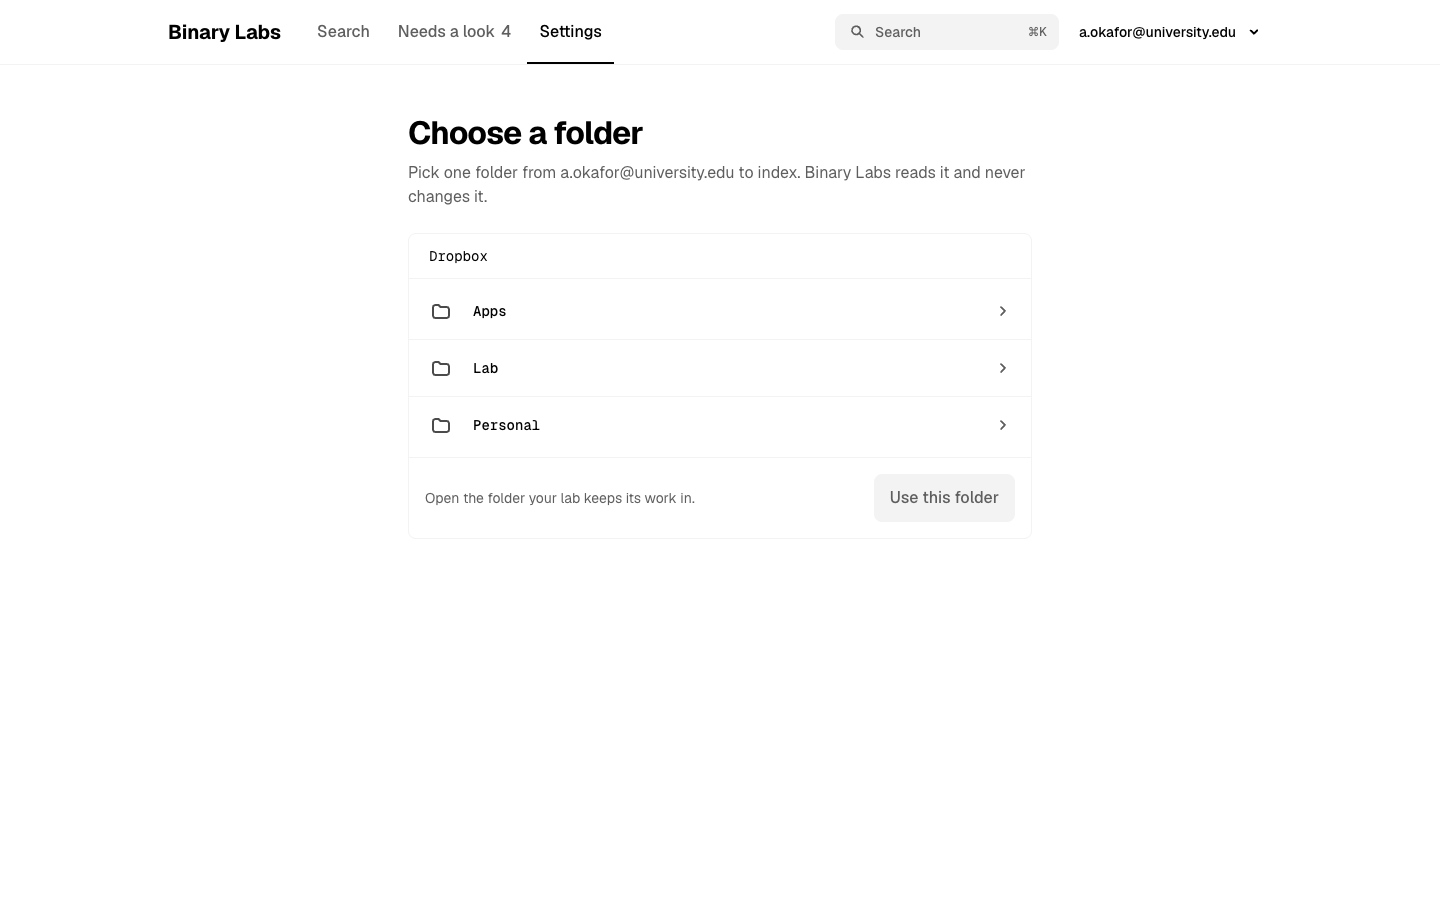 Binary Labs
Search
Needs a look 4
Settings
Search ⌘K
a.okafor@university.edu
Choose a folder
Pick one folder from a.okafor@university.edu to index. Binary Labs reads it and never
changes it.
Dropbox
Apps
Lab
Personal
Open the folder your lab keeps its work in.
Use this folder